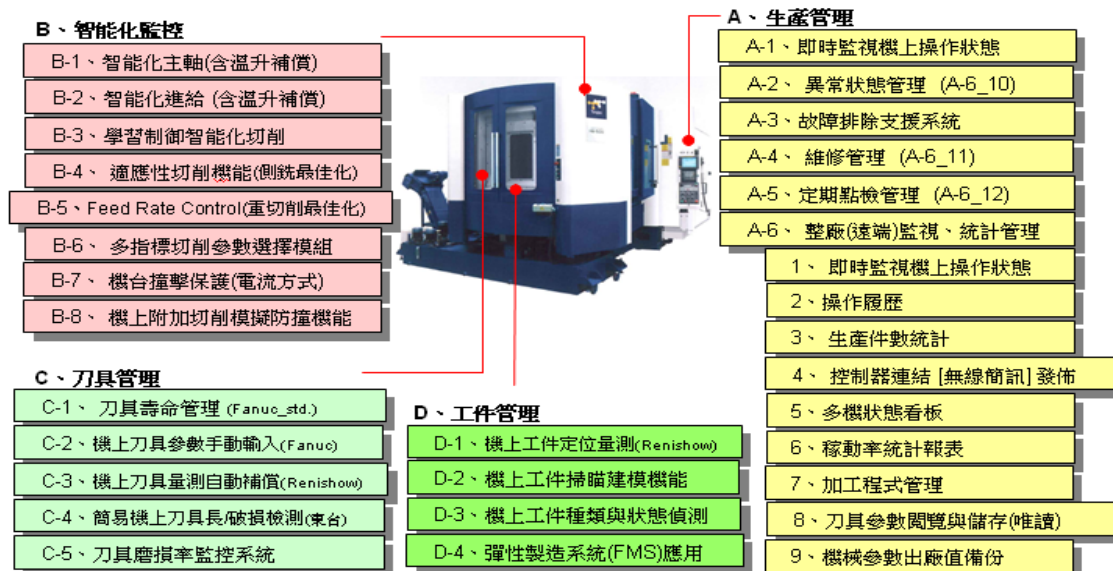 B、智能化監控
B-1、智能化主軸(含溫升補償)
B-2、智能化進給 (含溫升補償)
B-3、學習制御智能化切削
B-4、 適應性切削機能(側銑最佳化)
B-5、Feed Rate Control(重切削最佳化)
B-6、 多指標切削參數選擇模組
B-7、 機台撞擊保護(電流方式)
B-8、 機上附加切削模擬防撞機能
A、生產管理
A-1、即時監視機上操作狀態
A-2、 異常狀態管理 (A-6_10)
A-3、故障排除支援系統
A-4、 維修管理 (A-6_11)
A-5、定期點檢管理 (A-6_12)
A-6、 整廠(遠端)監視、統計管理
1、 即時監視機上操作狀態
2、操作履歷
3、 生產件數統計
4、 控制器連結 [無線簡訊] 發佈
5、多機狀態看板
6、稼動率統計報表
7、加工程式管理
8、刀具參數閱覽與儲存(唯讀)
9、機械參數出廠值備份
C、刀具管理
C-1、 刀具壽命管理 (Fanuc_std.)
C-2、機上刀具參數手動輸入(Fanuc)
C-3、機上刀具量測自動補償(Renishow)
C-4、簡易機上刀具長/破損檢測(東台)
C-5、刀具磨損率監控系統
D、工件管理
D-1、機上工件定位量測(Renishow)
D-2、機上工件掃瞄建模機能
D-3、機上工件種類與狀態偵測
D-4、彈性製造系統(FMS)應用